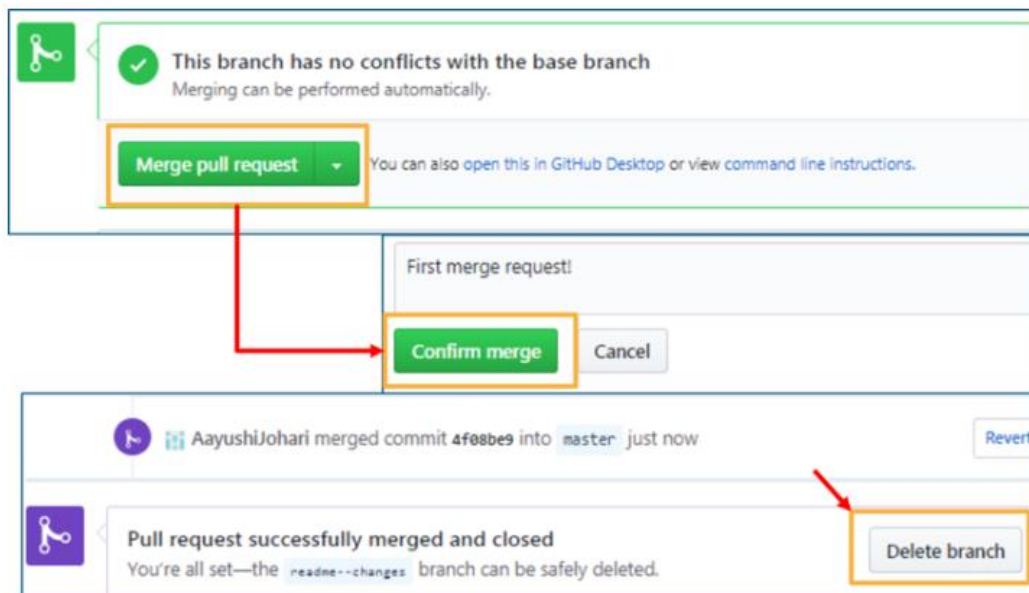 This branch has no conflicts with the base branch
Merging can be performed automatically.
Merge pull request
You can also open this in GitHub Desktop or view command line instructions.
First merge request!
Confirm merge
Cancel
AayushiJohari merged commit 4f08be9 into master just now
Revert
Pull request successfully merged and closed
You're all set—the readme--changes branch can be safely deleted.
Delete branch